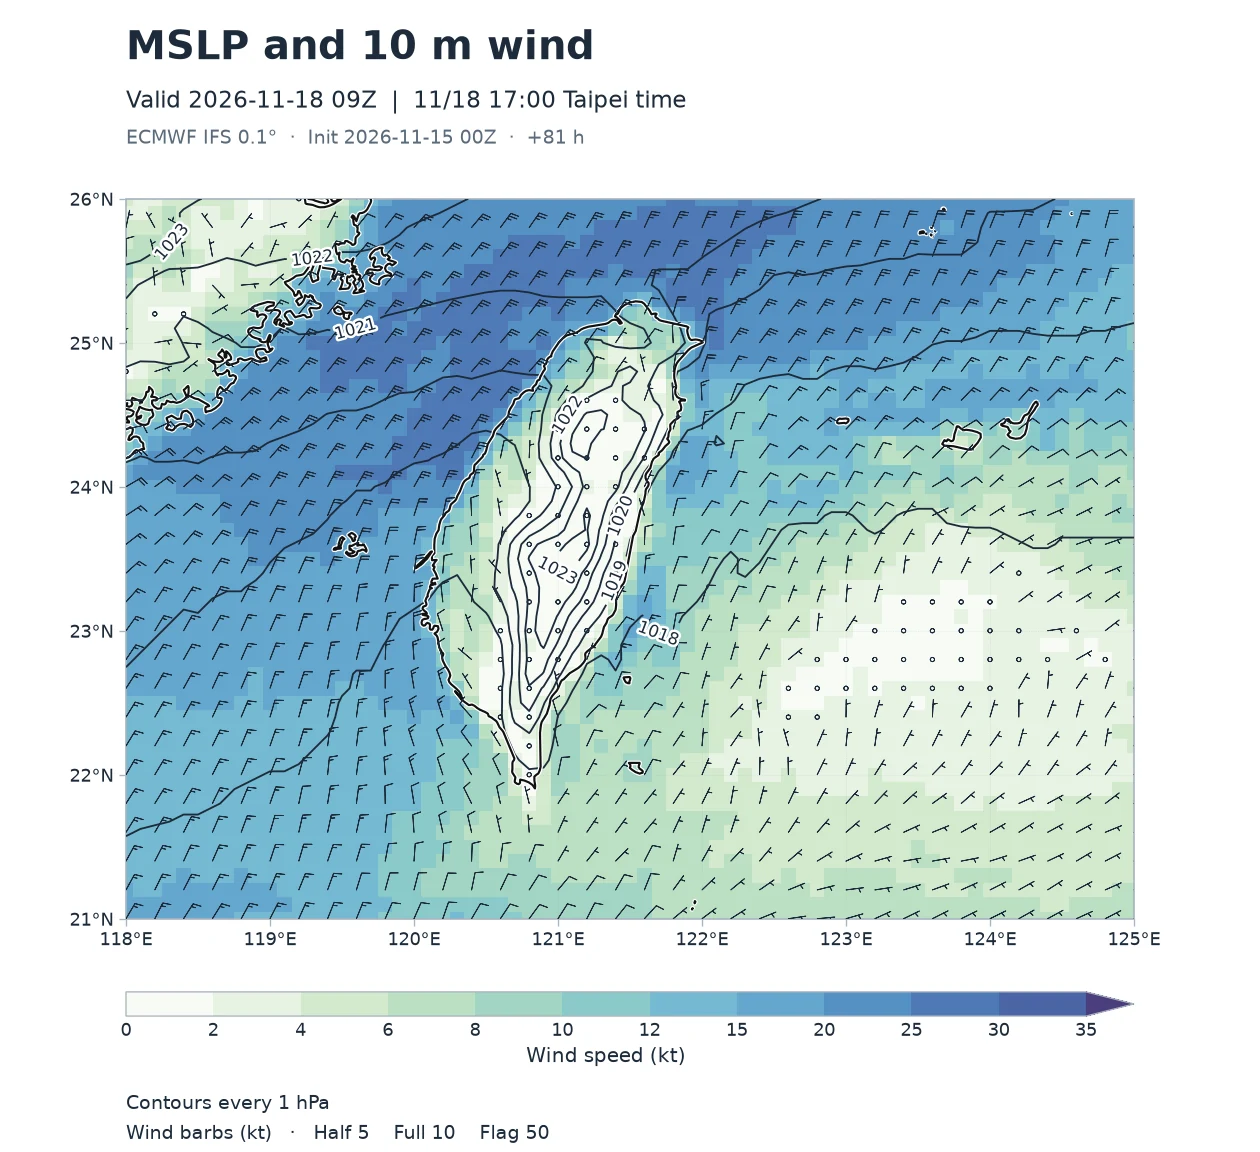 MSLP and 10 m wind
Valid 2026-11-18 09Z | 11/18 17:00 Taipei time
ECMWF IFS 0.1° · Init 2026-11-15 00Z · +81 h
26°N
25°N
24°N
23°N
22°N
21°N
1023
1022
1021
1022
1020
1023
1019
1018
118°E 119°E 120°E 121°E 122°E 123°E 124°E 125°E
0 2 4 6 8 10 12 15 20 25 30 35
Wind speed (kt)
Contours every 1 hPa
Wind barbs (kt) · Half 5 Full 10 Flag 50